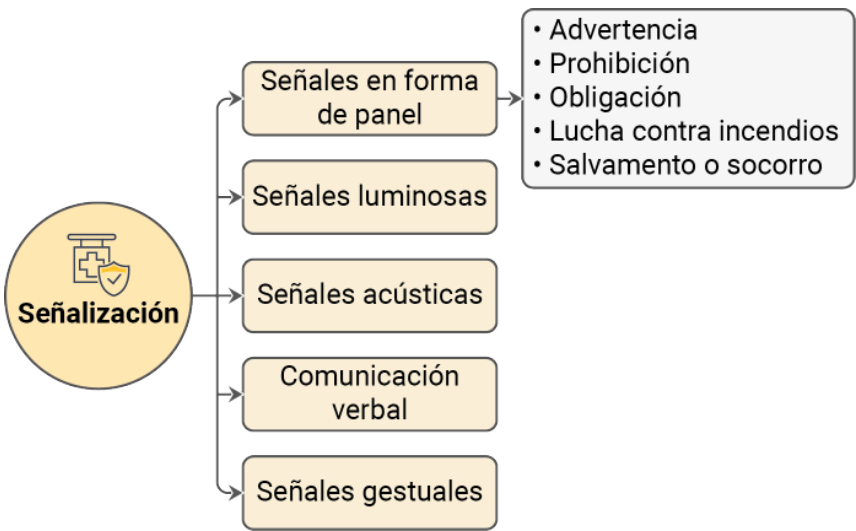 Señalización
Señales en forma
de panel
• Advertencia
• Prohibición
• Obligación
• Lucha contra incendios
• Salvamento o socorro
Señales luminosas
Señales acústicas
Comunicación
verbal
Señales gestuales